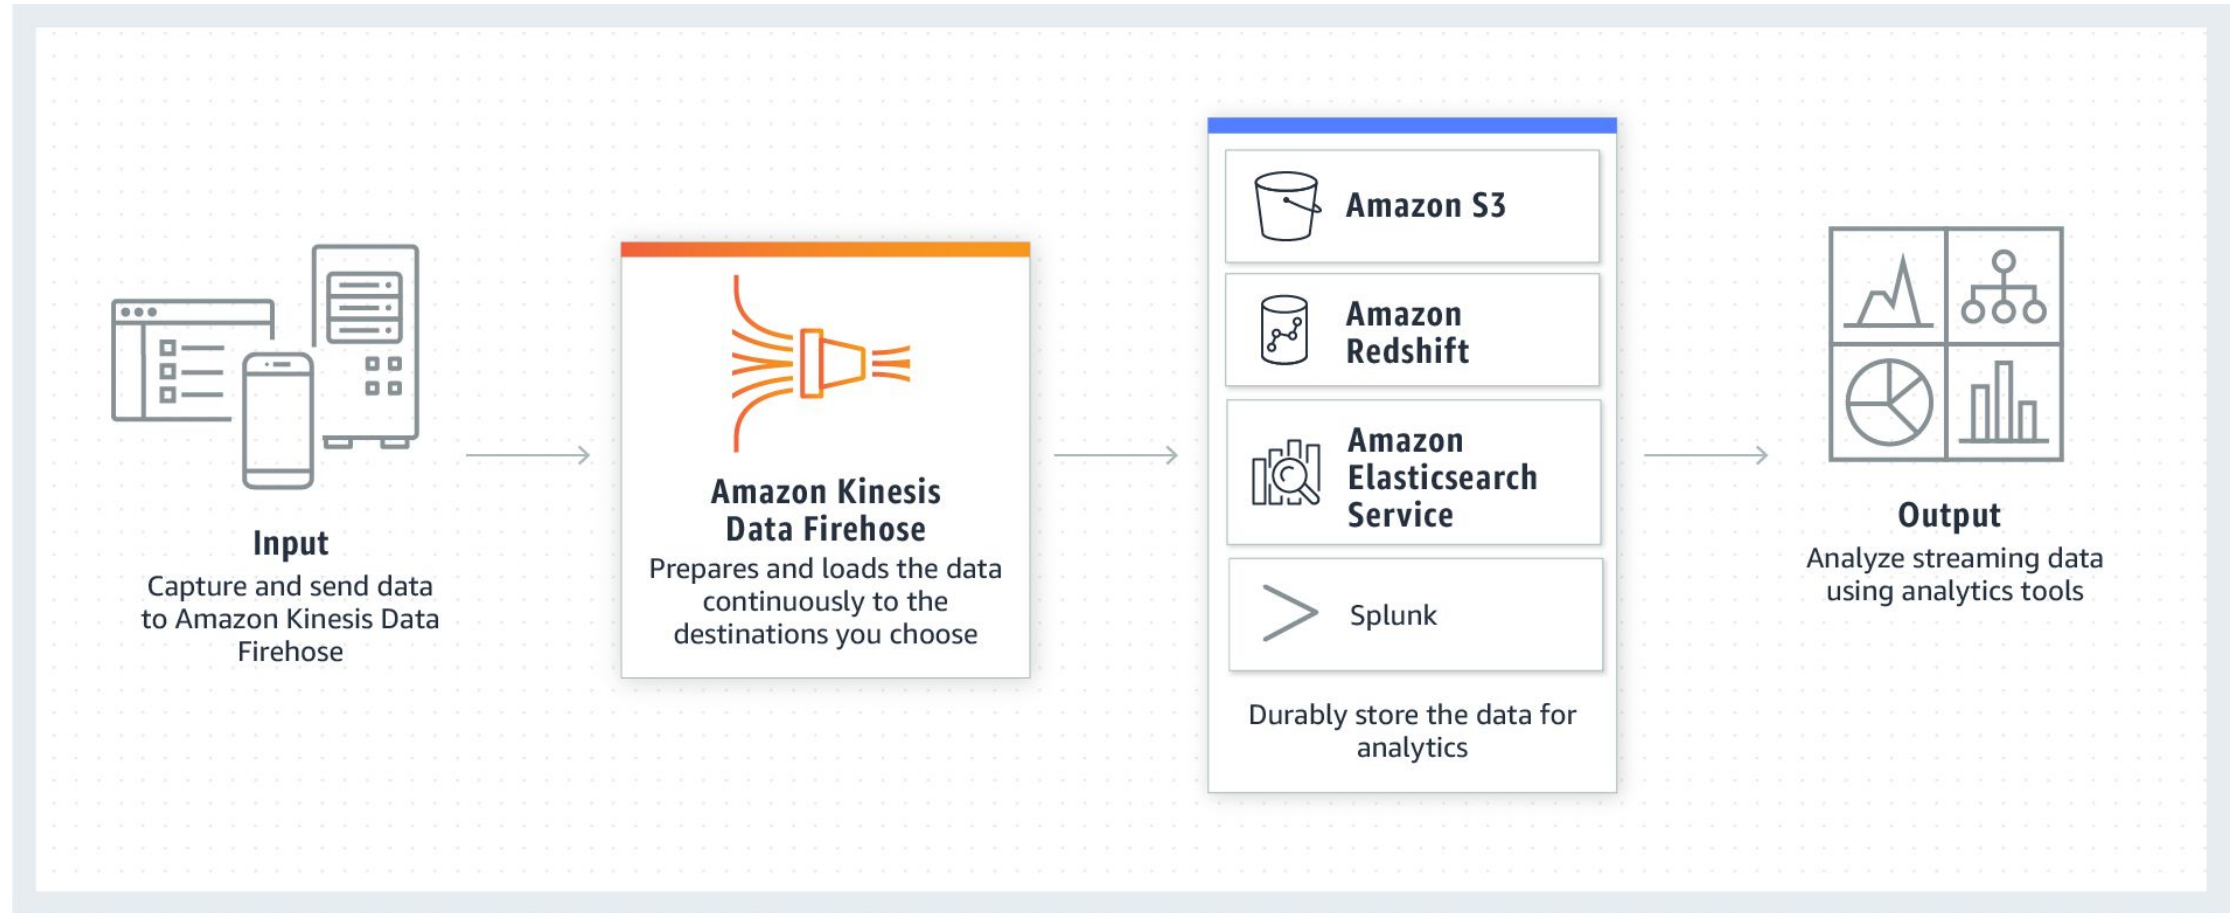 Input
Capture and send data
to Amazon Kinesis Data
Firehose
Amazon Kinesis
Data Firehose
Prepares and loads the data
continuously to the
destinations you choose
Amazon S3
Amazon
Redshift
Amazon
Elasticsearch
Service
Splunk
Durably store the data for
analytics
Output
Analyze streaming data
using analytics tools